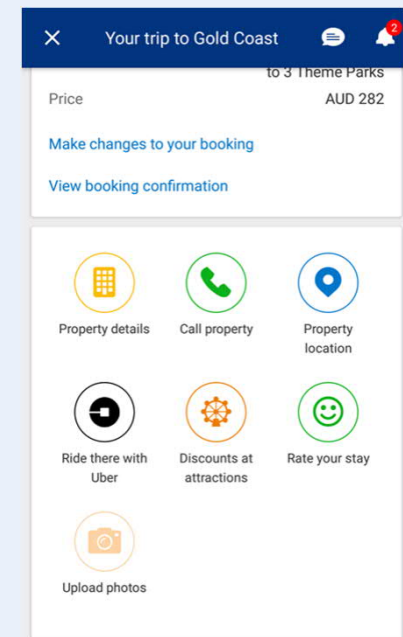 Your trip to Gold Coast
2
to 3 Theme Parks
Price AUD 282
Make changes to your booking
View booking confirmation
Property details Call property Property
location
Ride there with Discounts at Rate your stay
Uber attractions
Upload photos